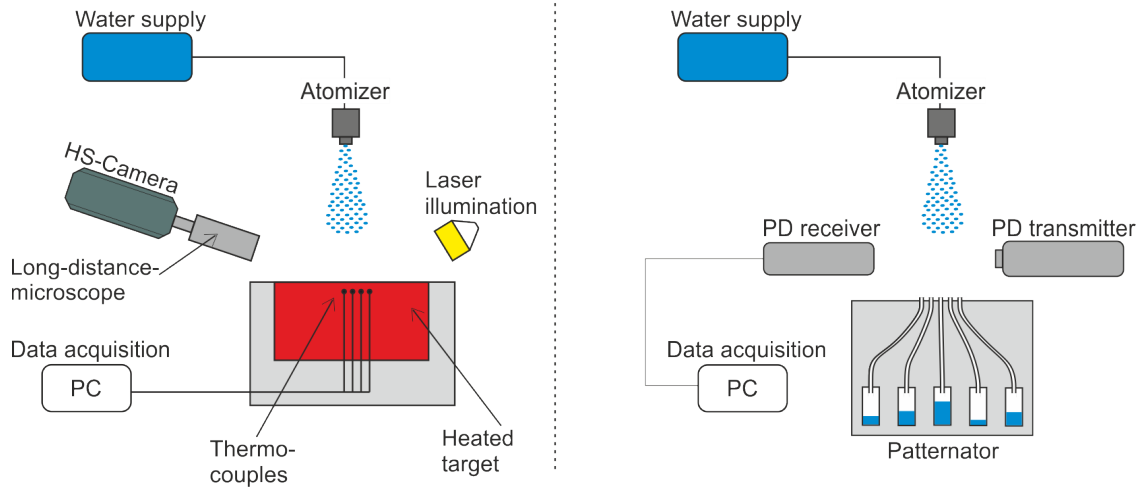 Water supply
Atomizer
HS-Camera
Laser
illumination
Long-distance-
microscope
Data acquisition
PC
Thermo-
couples
Heated
target
Water supply
Atomizer
PD receiver
PD transmitter
Data acquisition
PC
Patternator